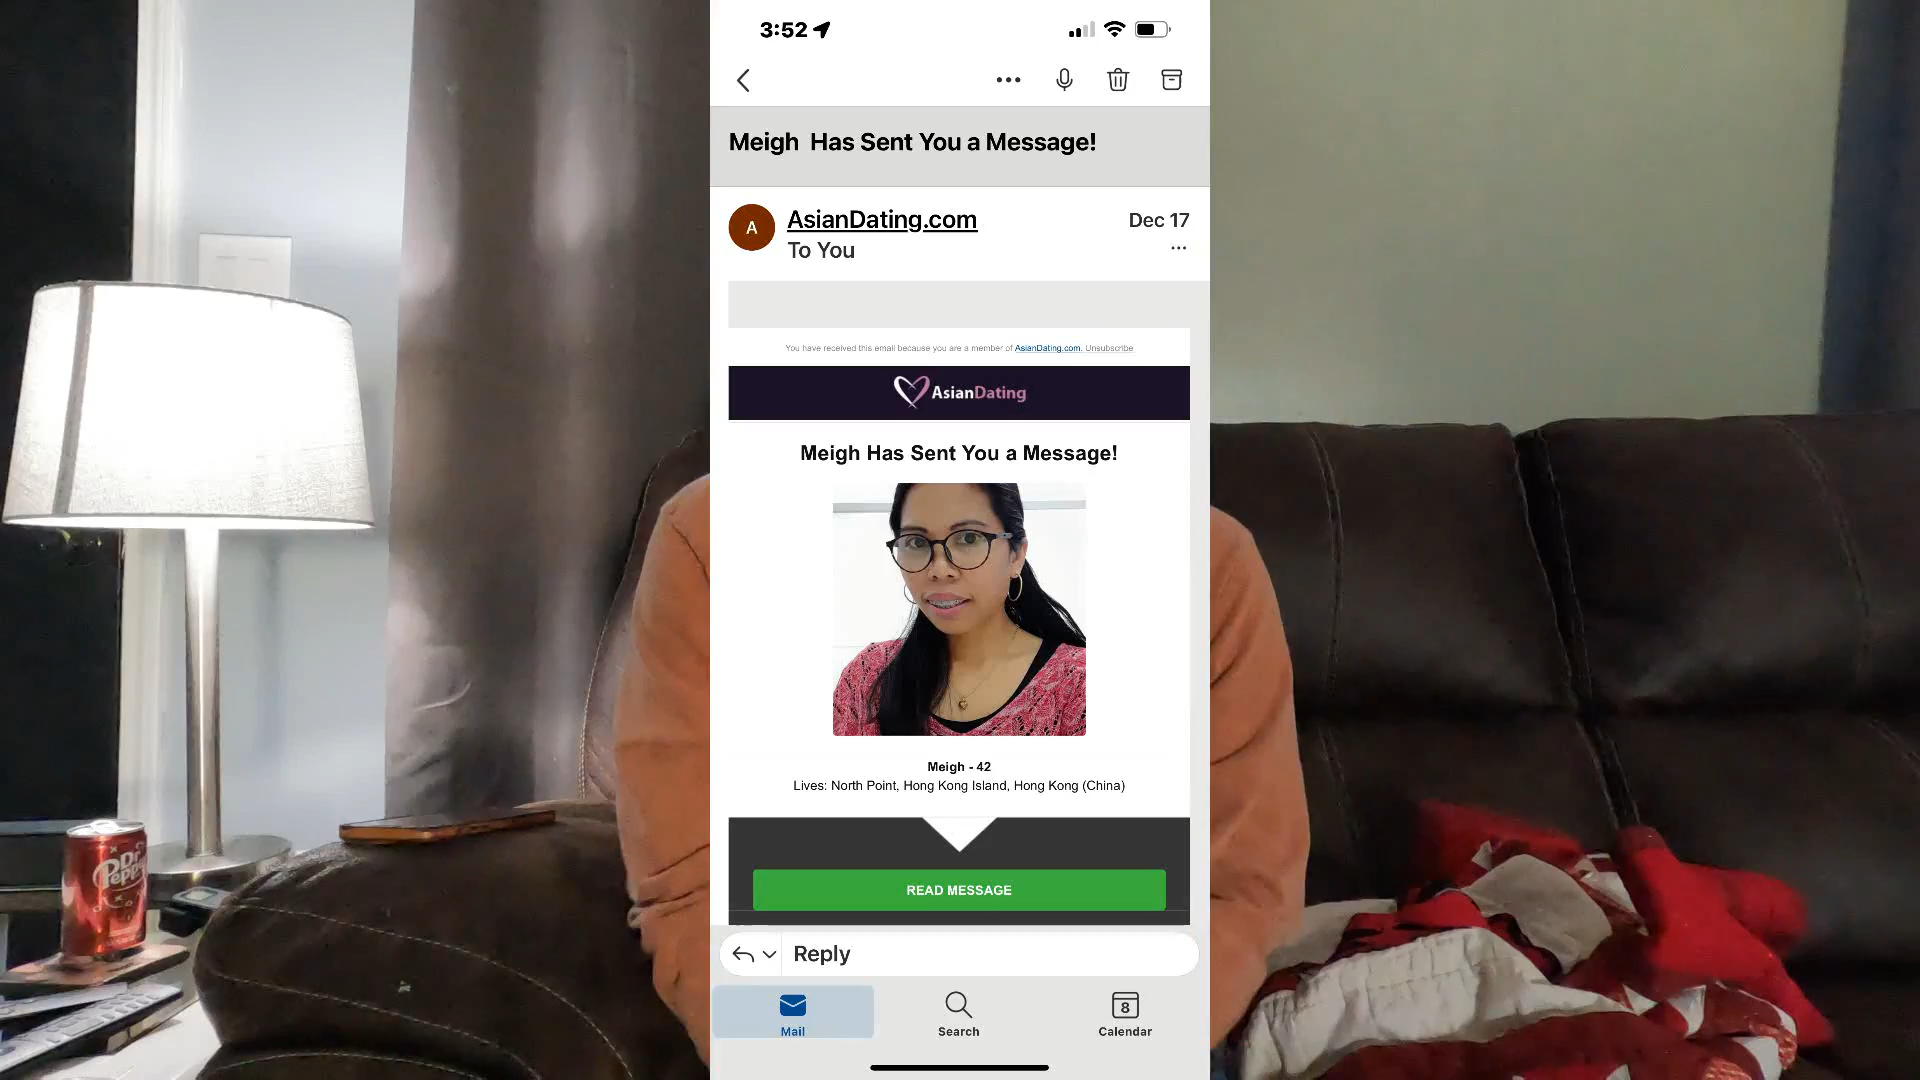 3:52
Meigh Has Sent You a Message!
A
AsianDating.com
Dec 17
To You
You have received this email because you are a member of AsianDating.com. Unsubscribe
AsianDating
Meigh Has Sent You a Message!
Meigh - 42
Lives: North Point, Hong Kong Island, Hong Kong (China)
READ MESSAGE
Reply
8
Mail
Search
Calendar
Dr
Pepper